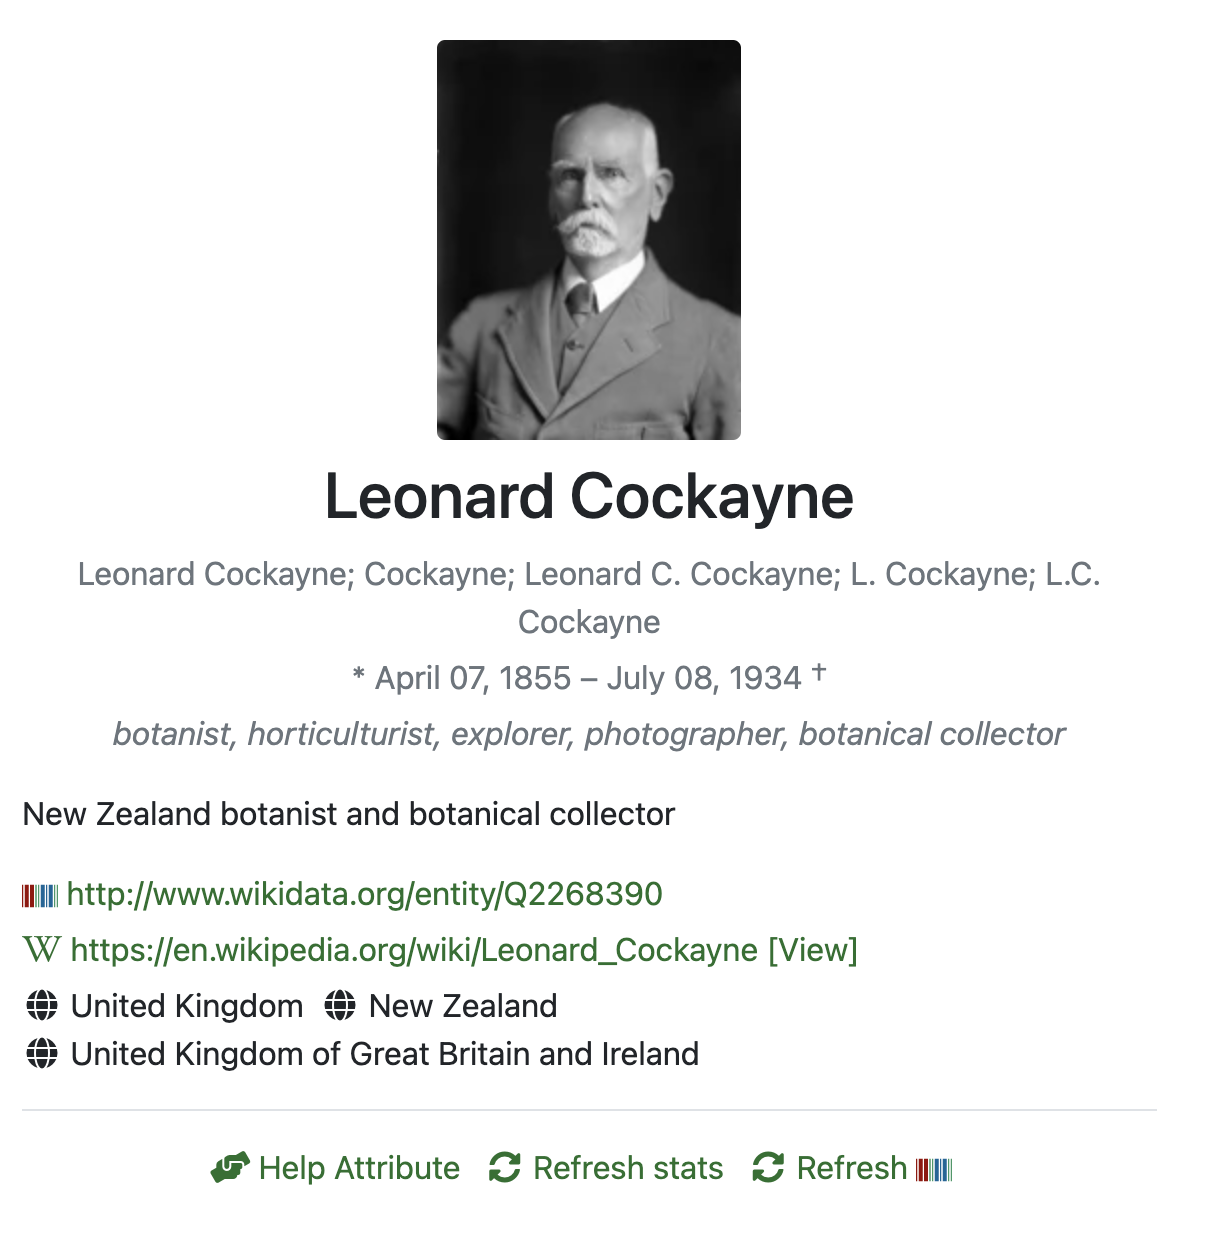 Leonard Cockayne
Leonard Cockayne; Cockayne; Leonard C. Cockayne; L. Cockayne; L.C.
Cockayne
* April 07, 1855 – July 08, 1934 †
botanist, horticulturist, explorer, photographer, botanical collector
New Zealand botanist and botanical collector
http://www.wikidata.org/entity/Q2268390
W https://en.wikipedia.org/wiki/Leonard_Cockayne [View]
United Kingdom New Zealand
United Kingdom of Great Britain and Ireland
Help Attribute Refresh stats Refresh